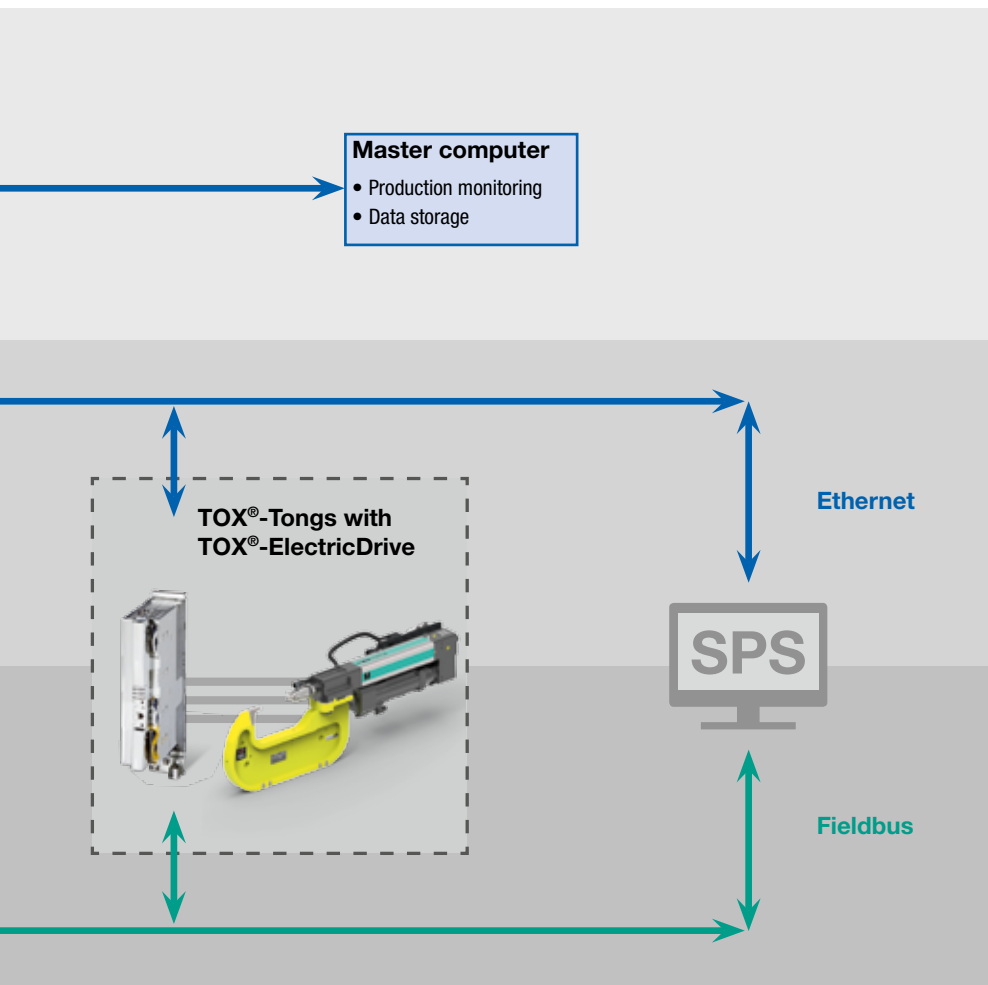 Master computer
• Production monitoring
• Data storage
TOX®-Tongs with
TOX®-ElectricDrive
Ethernet
SPS
Fieldbus